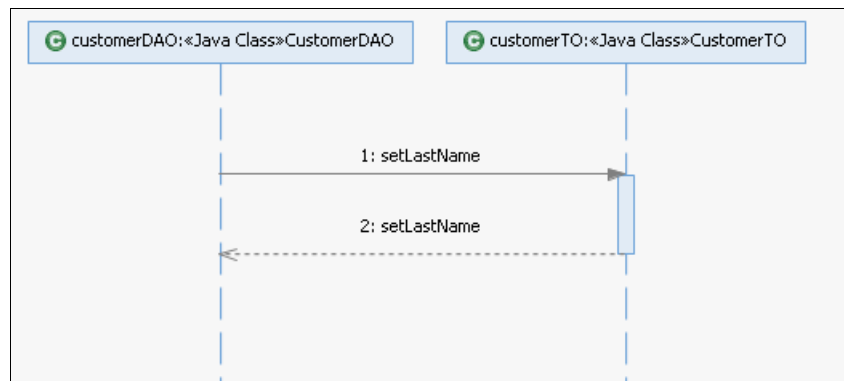 C customerDAO:«Java Class»CustomerDAO
C customerTO:«Java Class»CustomerTO
1: setLastName
2: setLastName